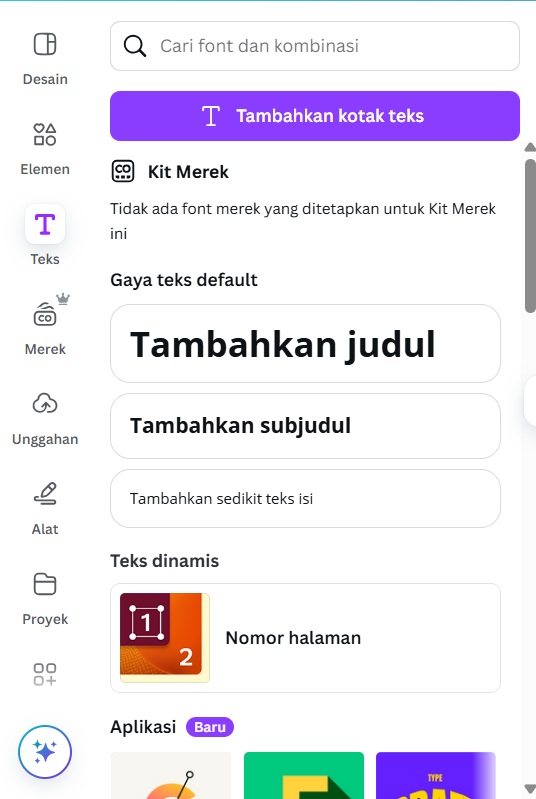 Desain
Elemen
Teks
Merek
Unggahan
Alat
Proyek
Cari font dan kombinasi
Tambahkan kotak teks
Kit Merek
Tidak ada font merek yang ditetapkan untuk Kit Merek
ini
Gaya teks default
Tambahkan judul
Tambahkan subjudul
Tambahkan sedikit teks isi
Teks dinamis
1
2
Nomor halaman
Aplikasi
Baru
TYPE